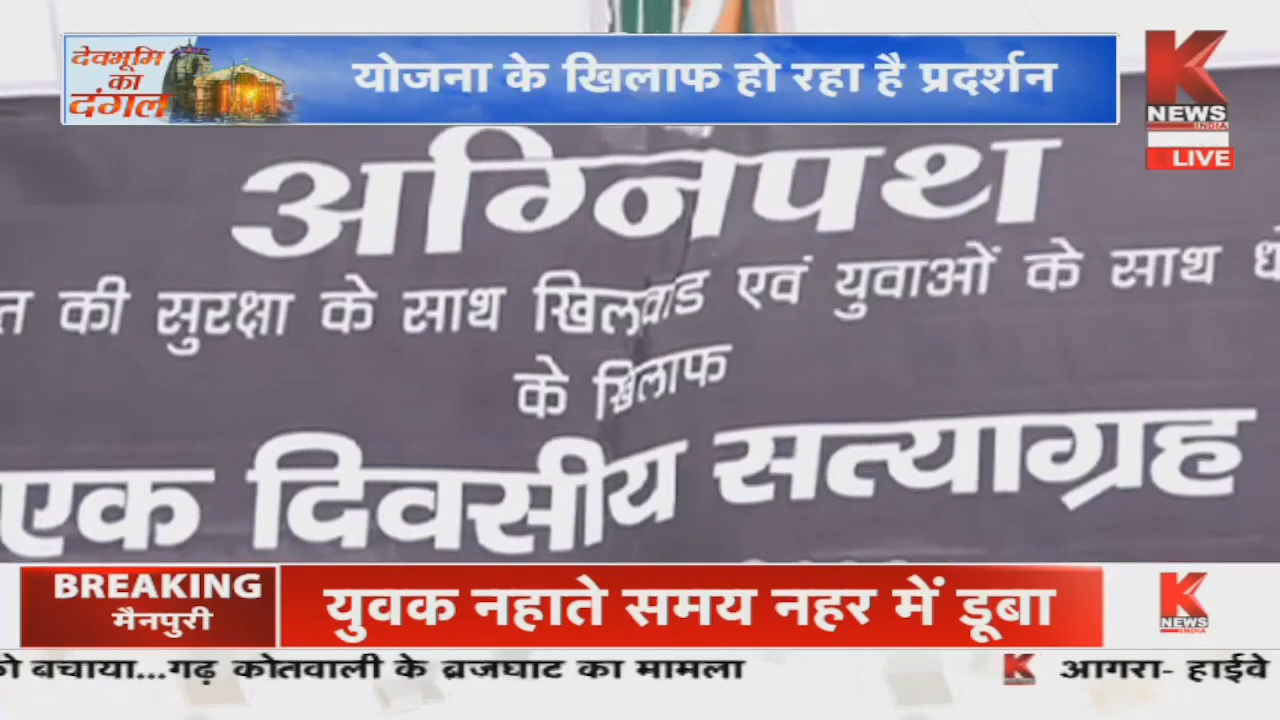 देवभूमि
का
दंगल
योजना के खिलाफ हो रहा है प्रदर्शन
K
NEWS
INDIA
LIVE
अग्निपथ
की सुरक्षा के साथ खिलवाड एवं युवाओं के साथ
के खिलाफ
एक दिवसीय सत्याग्रह
BREAKING
मैनपुरी
युवक नहाते समय नहर में डूबा
K
NEWS
INDIA
को बचाया...गढ़ कोतवाली के ब्रजघाट का मामला K आगरा- हाईवे